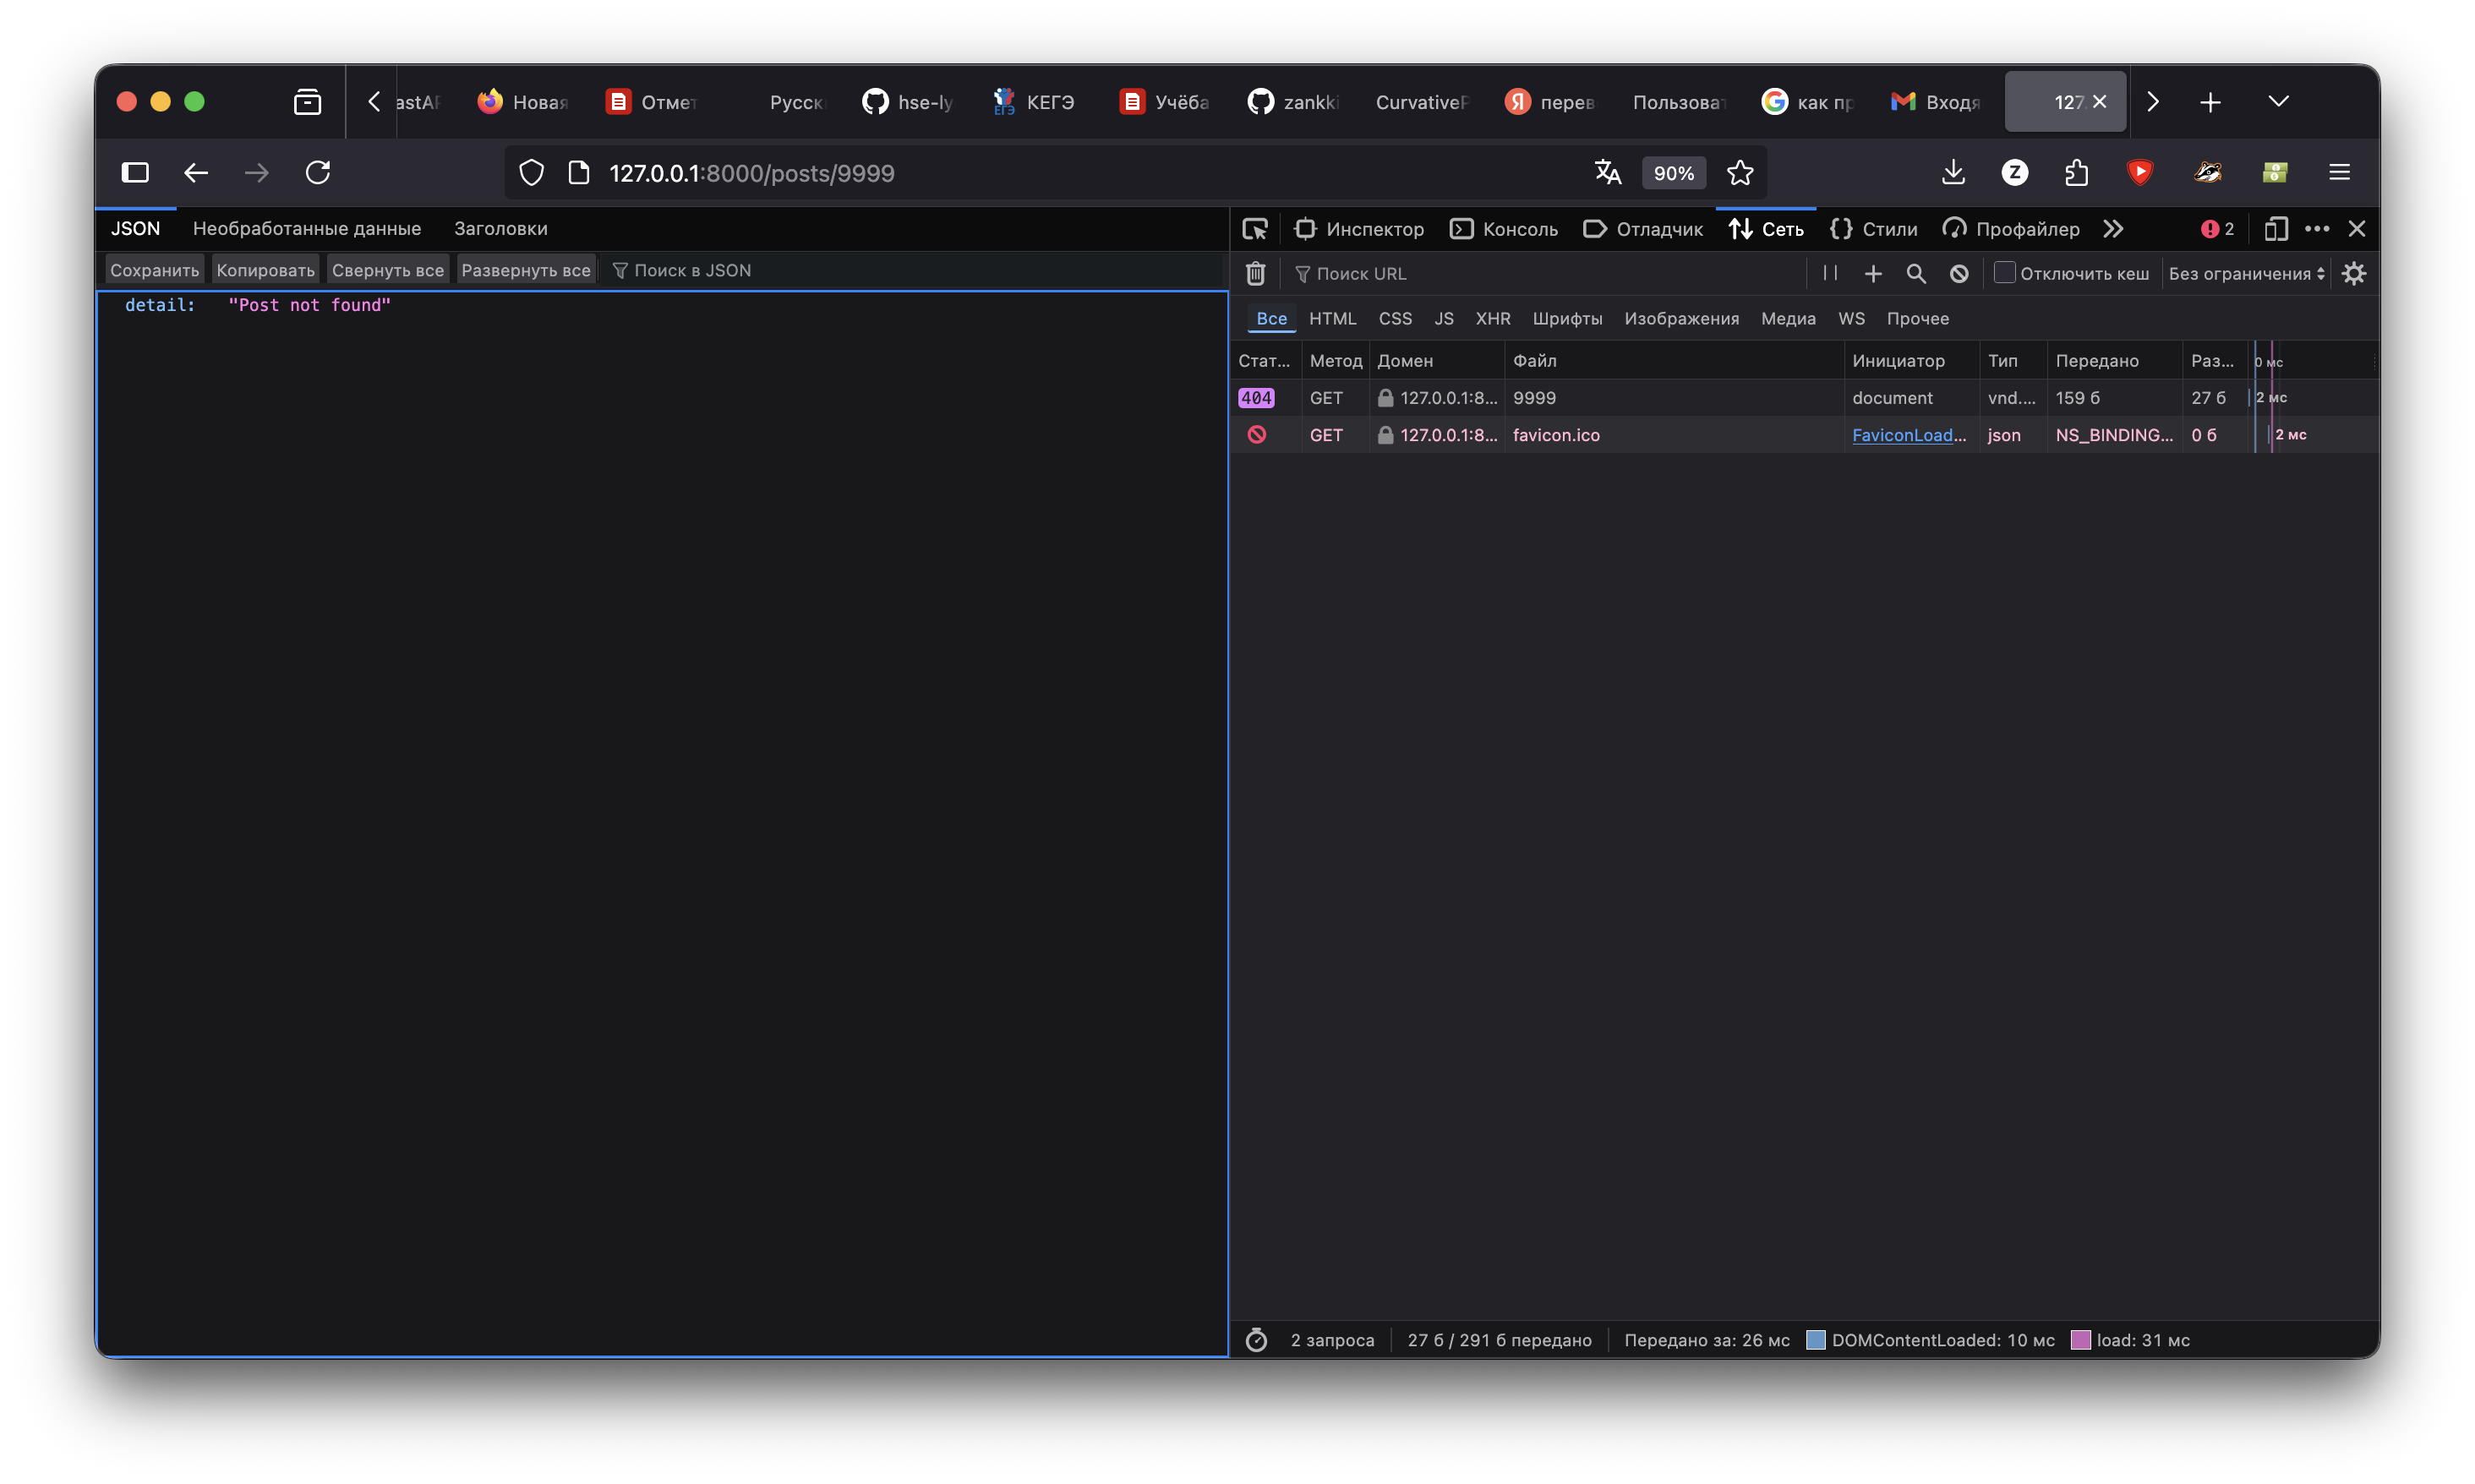 astAP Новая Отмет Русск hse-ly КЕГЭ Учёба zankki CurvativeP перев Пользоват как пр Входя 127
127.0.0.1:8000/posts/9999 90% Z
JSON Необработанные данные Заголовки
Сохранить Копировать Свернуть все Развернуть все Поиск в JSON
detail: "Post not found"
Инспектор Консоль Отладчик Сеть Стили Профайлер 2
Поиск URL Отключить кеш Без ограничения
Все HTML CSS JS XHR Шрифты Изображения Медиа WS Прочее
Стат... Метод Домен Файл Инициатор Тип Передано Раз... 0 мс
404 GET 127.0.0.1:8... 9999 document vnd.... 159 б 27 б 2 мс
GET 127.0.0.1:8... favicon.ico FaviconLoad... json NS_BINDING... 0 б 2 мс
2 запроса 27 б / 291 б передано Передано за: 26 мс DOMContentLoaded: 10 мс load: 31 мс